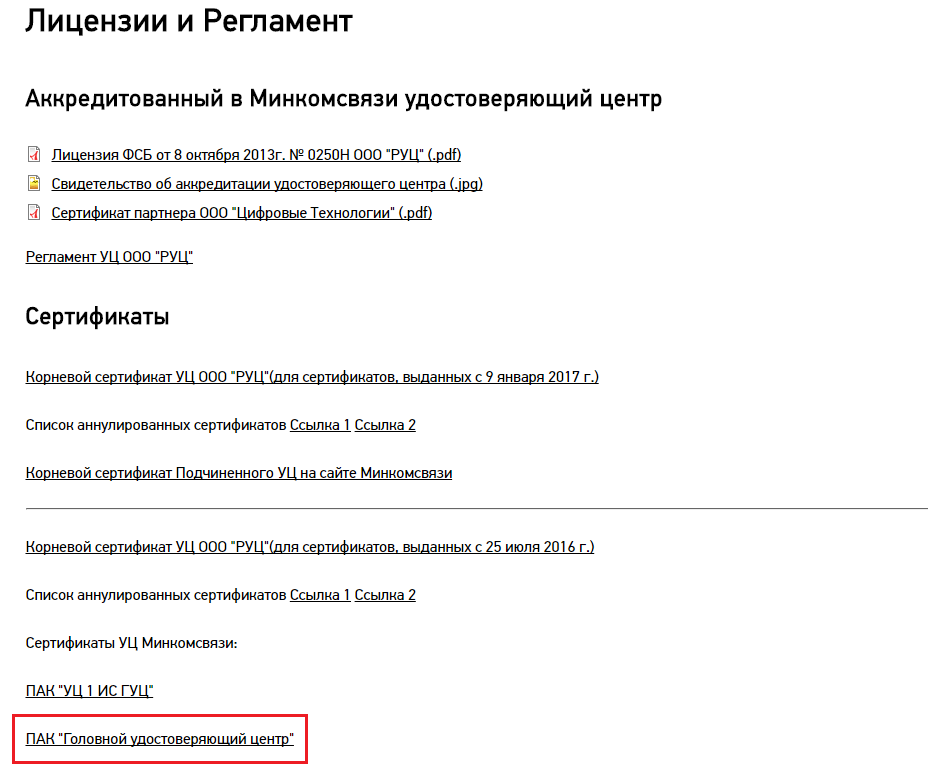 Лицензии и Регламент
Аккредитованный в Минкомсвязи удостоверяющий центр
Лицензия ФСБ от 8 октября 2013г. № 0250Н ООО "РУЦ" (.pdf)
Свидетельство об аккредитации удостоверяющего центра (.jpg)
Сертификат партнера ООО "Цифровые Технологии" (.pdf)
Регламент УЦ ООО "РУЦ"
Сертификаты
Корневой сертификат УЦ ООО "РУЦ"(для сертификатов, выданных с 9 января 2017 г.)
Список аннулированных сертификатов Ссылка 1 Ссылка 2
Корневой сертификат Подчиненного УЦ на сайте Минкомсвязи
Корневой сертификат УЦ ООО "РУЦ"(для сертификатов, выданных с 25 июля 2016 г.)
Список аннулированных сертификатов Ссылка 1 Ссылка 2
Сертификаты УЦ Минкомсвязи:
ПАК "УЦ 1 ИС ГУЦ"
ПАК "Головной удостоверяющий центр"